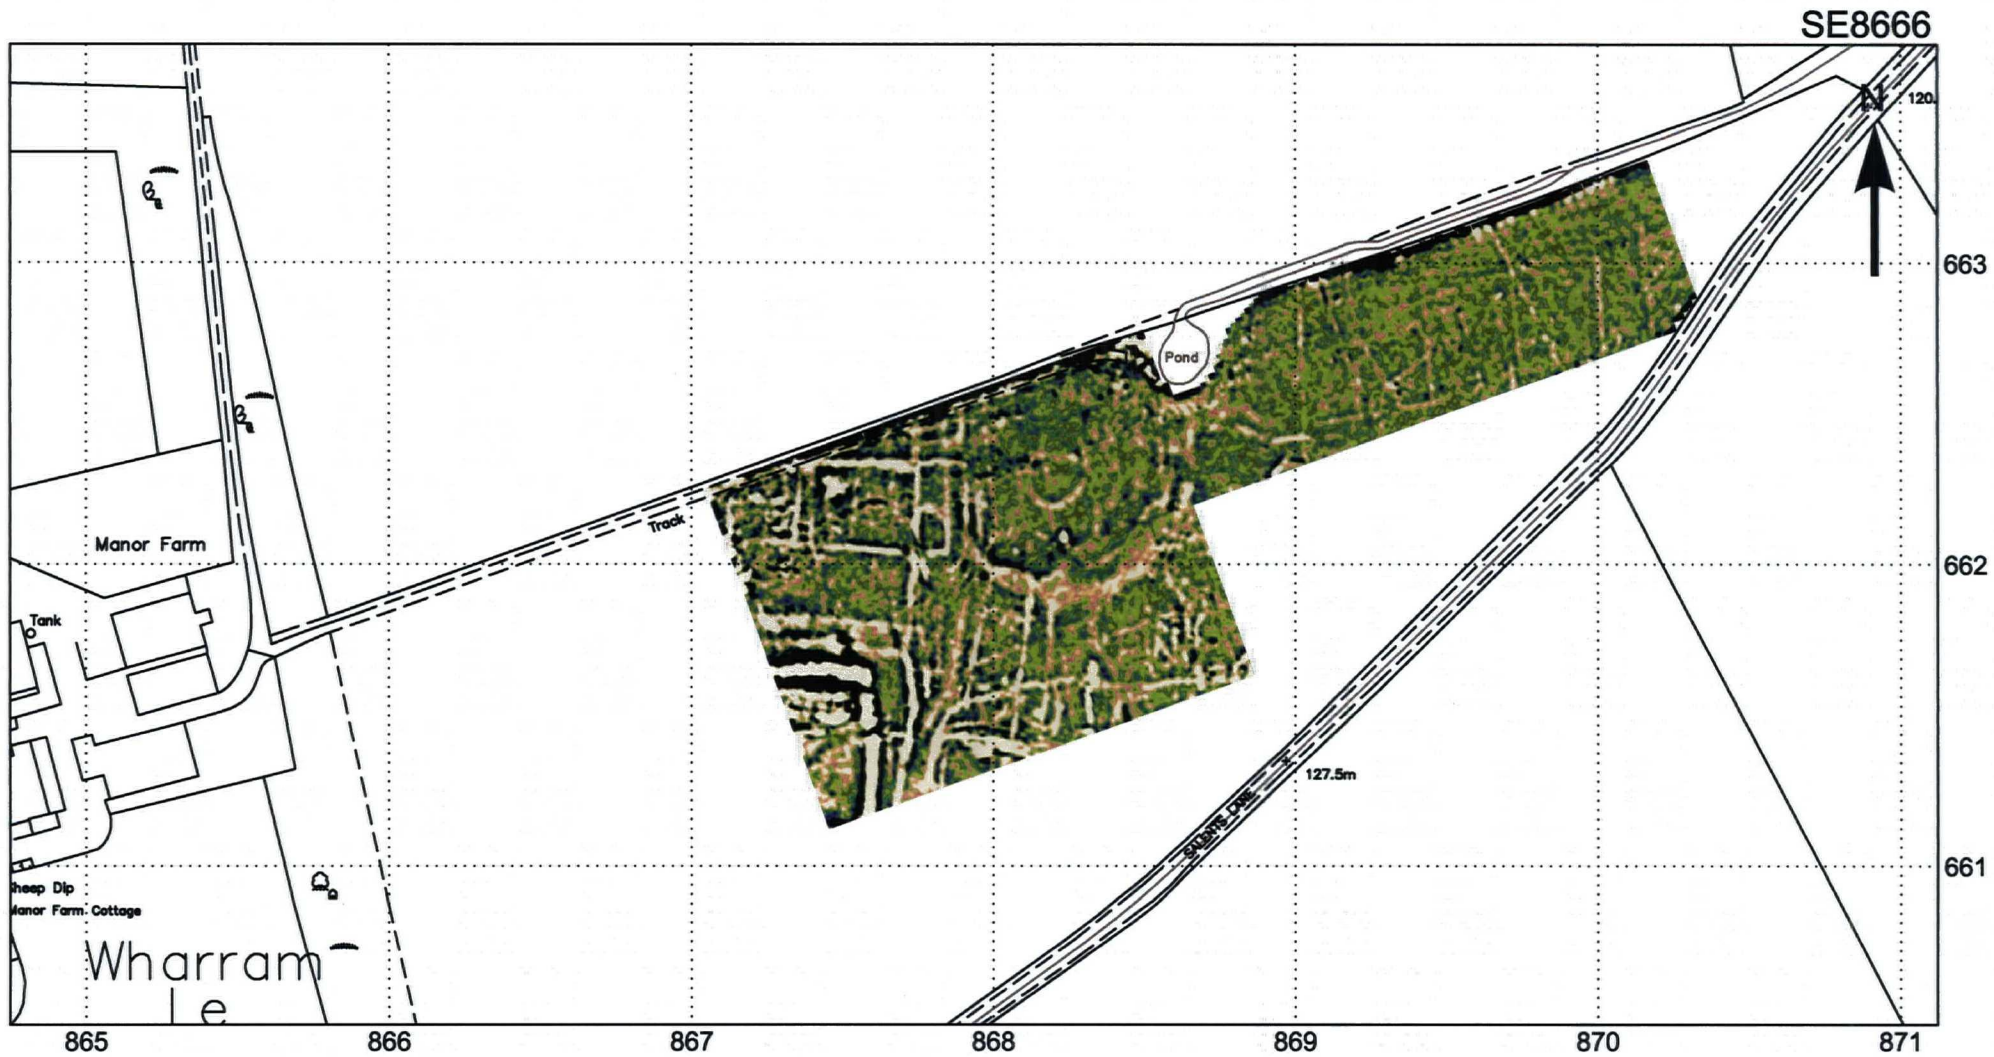 SE8666
N
120.
663
Pond
Track
Manor Farm
662
Tank
127.5m
SALENTS LANE
661
Sheep Dip
Manor Farm Cottage
Wharram
le
865 866 867 868 869 870 871